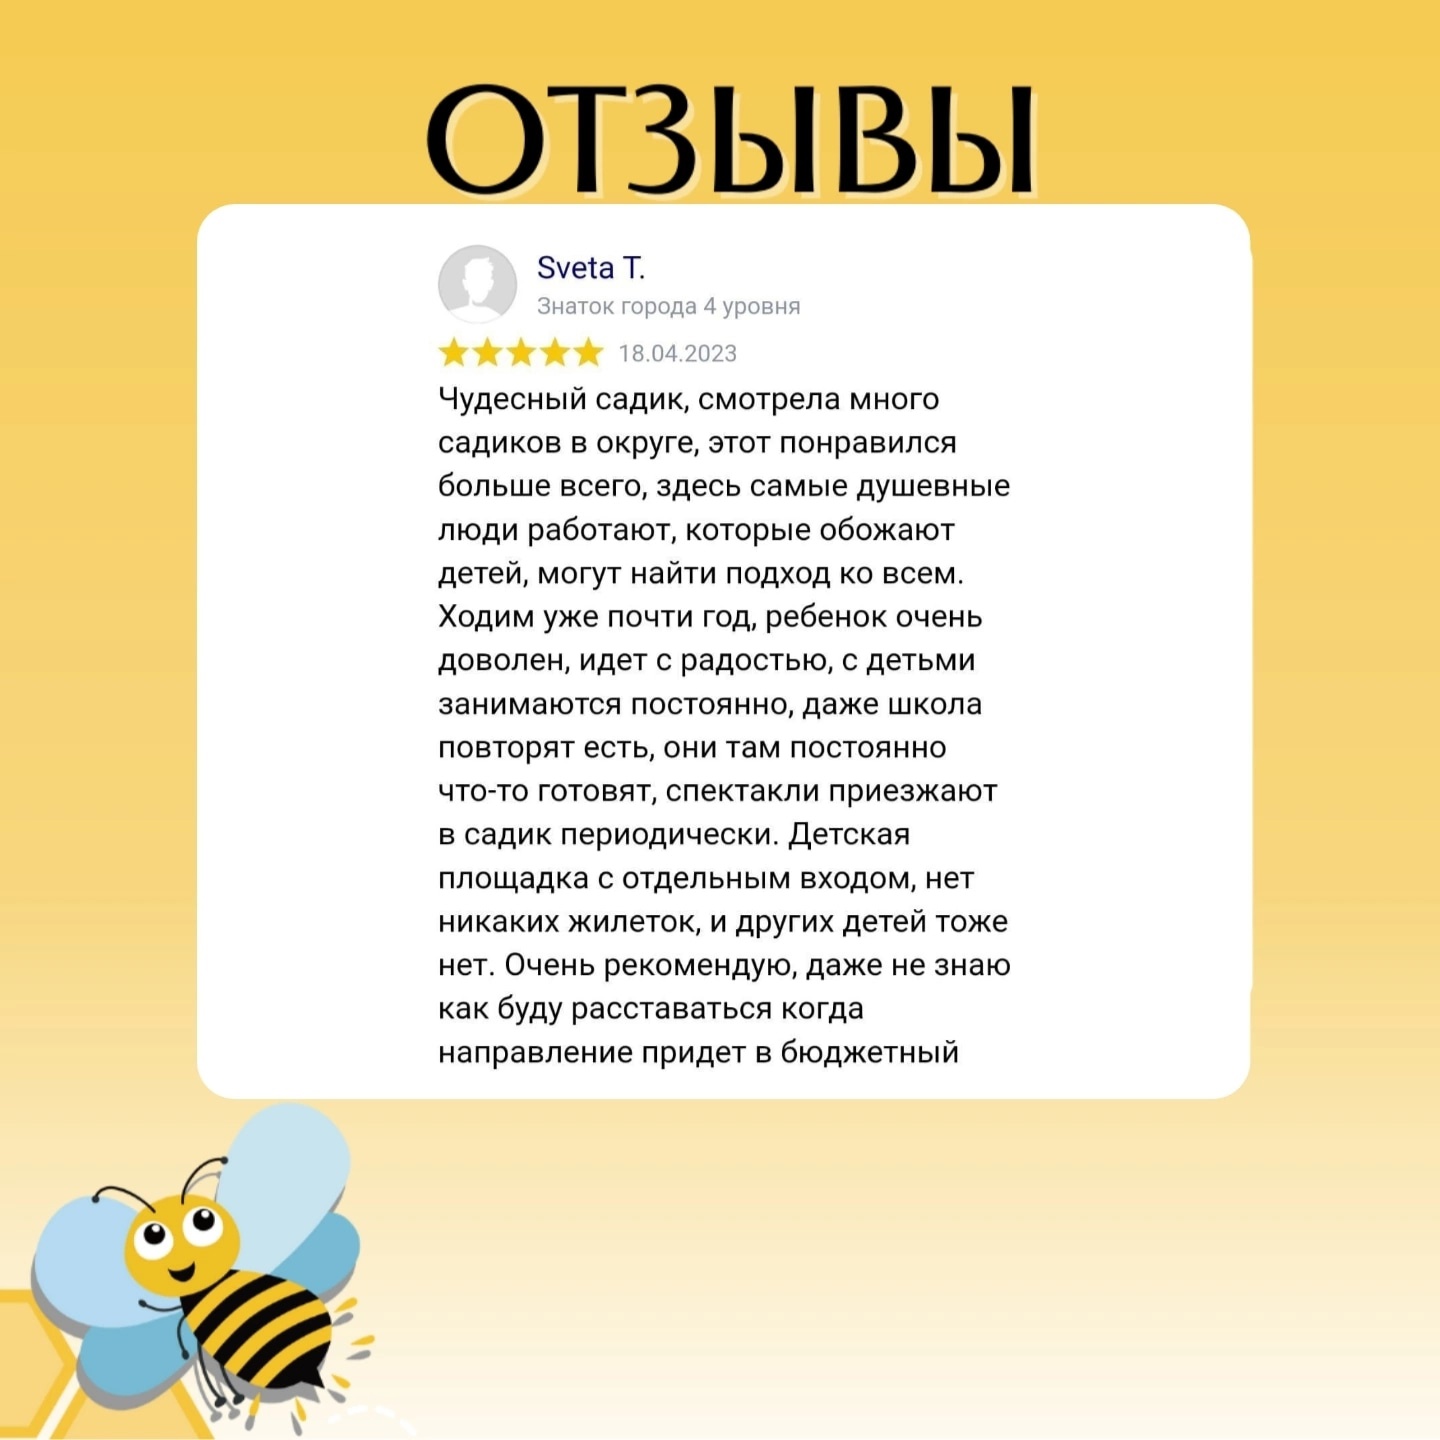 ОТЗЫВЫ
Sveta T.
Знаток города 4 уровня
18.04.2023
Чудесный садик, смотрела много
садиков в округе, этот понравился
больше всего, здесь самые душевные
люди работают, которые обожают
детей, могут найти подход ко всем.
Ходим уже почти год, ребенок очень
доволен, идет с радостью, с детьми
занимаются постоянно, даже школа
повторят есть, они там постоянно
что-то готовят, спектакли приезжают
в садик периодически. Детская
площадка с отдельным входом, нет
никаких жилеток, и других детей тоже
нет. Очень рекомендую, даже не знаю
как буду расставаться когда
направление придет в бюджетный